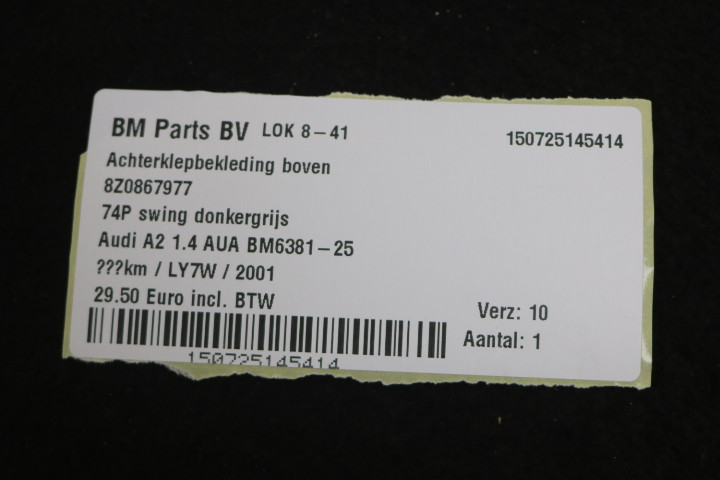 BM Parts BV LOK 8-41 150725145414
Achterklepbekleding boven
8Z0867977
74P swing donkergrijs
Audi A2 1.4 AUA BM6381-25
???km / LY7W / 2001
29.50 Euro incl. BTW
Verz: 10
Aantal: 1
150725145414